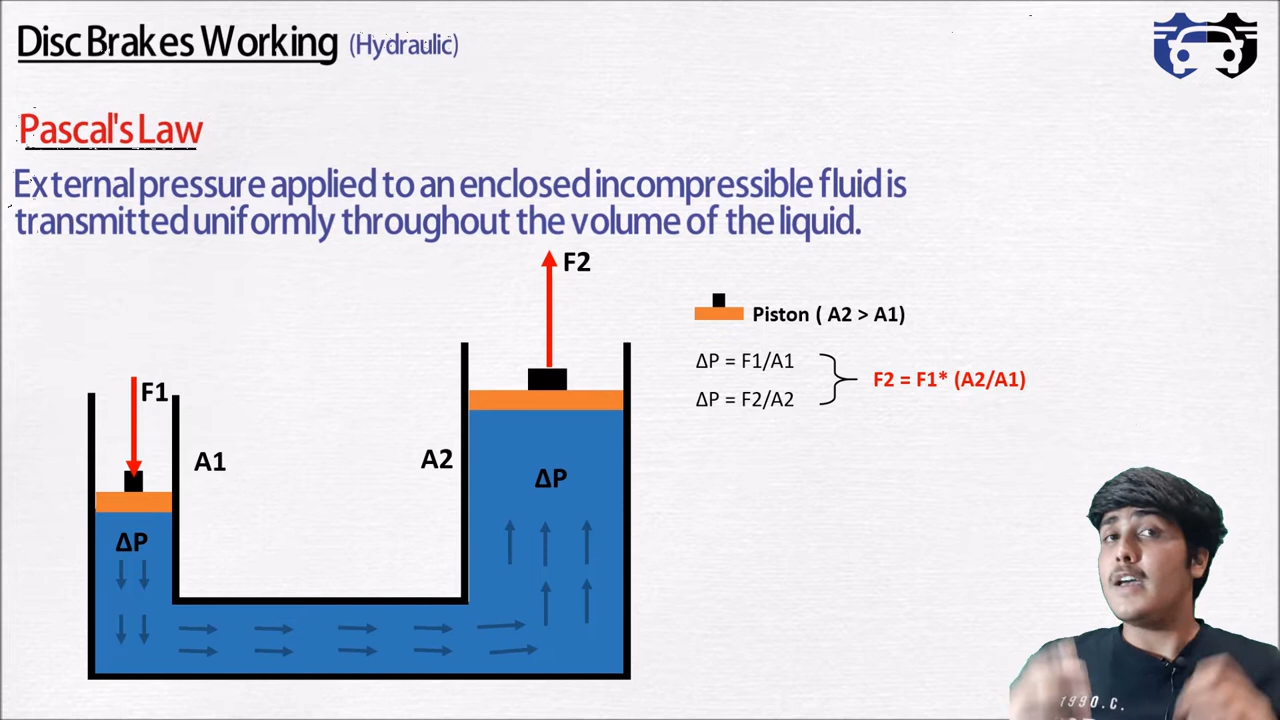 Disc Brakes Working (Hydraulic)
Pascal's Law
External pressure applied to an enclosed incompressible fluid is
transmitted uniformly throughout the volume of the liquid.
F2
Piston ( A2 > A1)
ΔP = F1/A1
F2 = F1* (A2/A1)
ΔP = F2/A2
F1
A1
A2
ΔP
ΔP
1990.C.